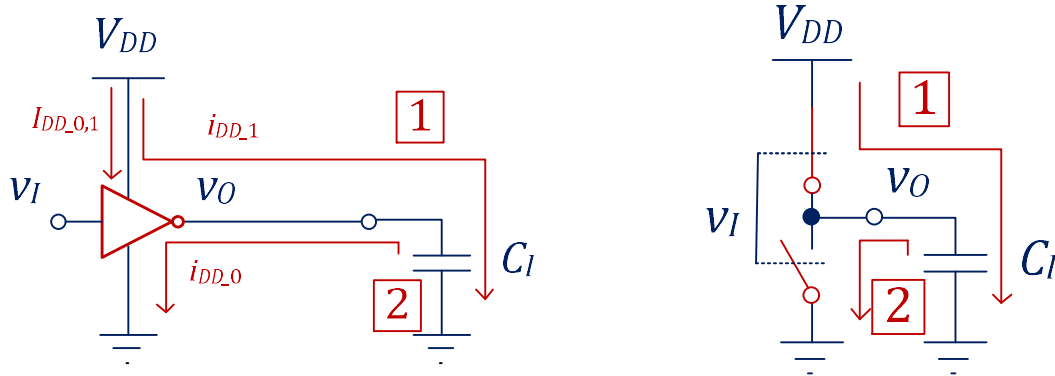 V_DD
I_DD_0,1
i_DD_1
1
v_I
v_O
i_DD_0
2
C_l
V_DD
1
v_I
v_O
2
C_l